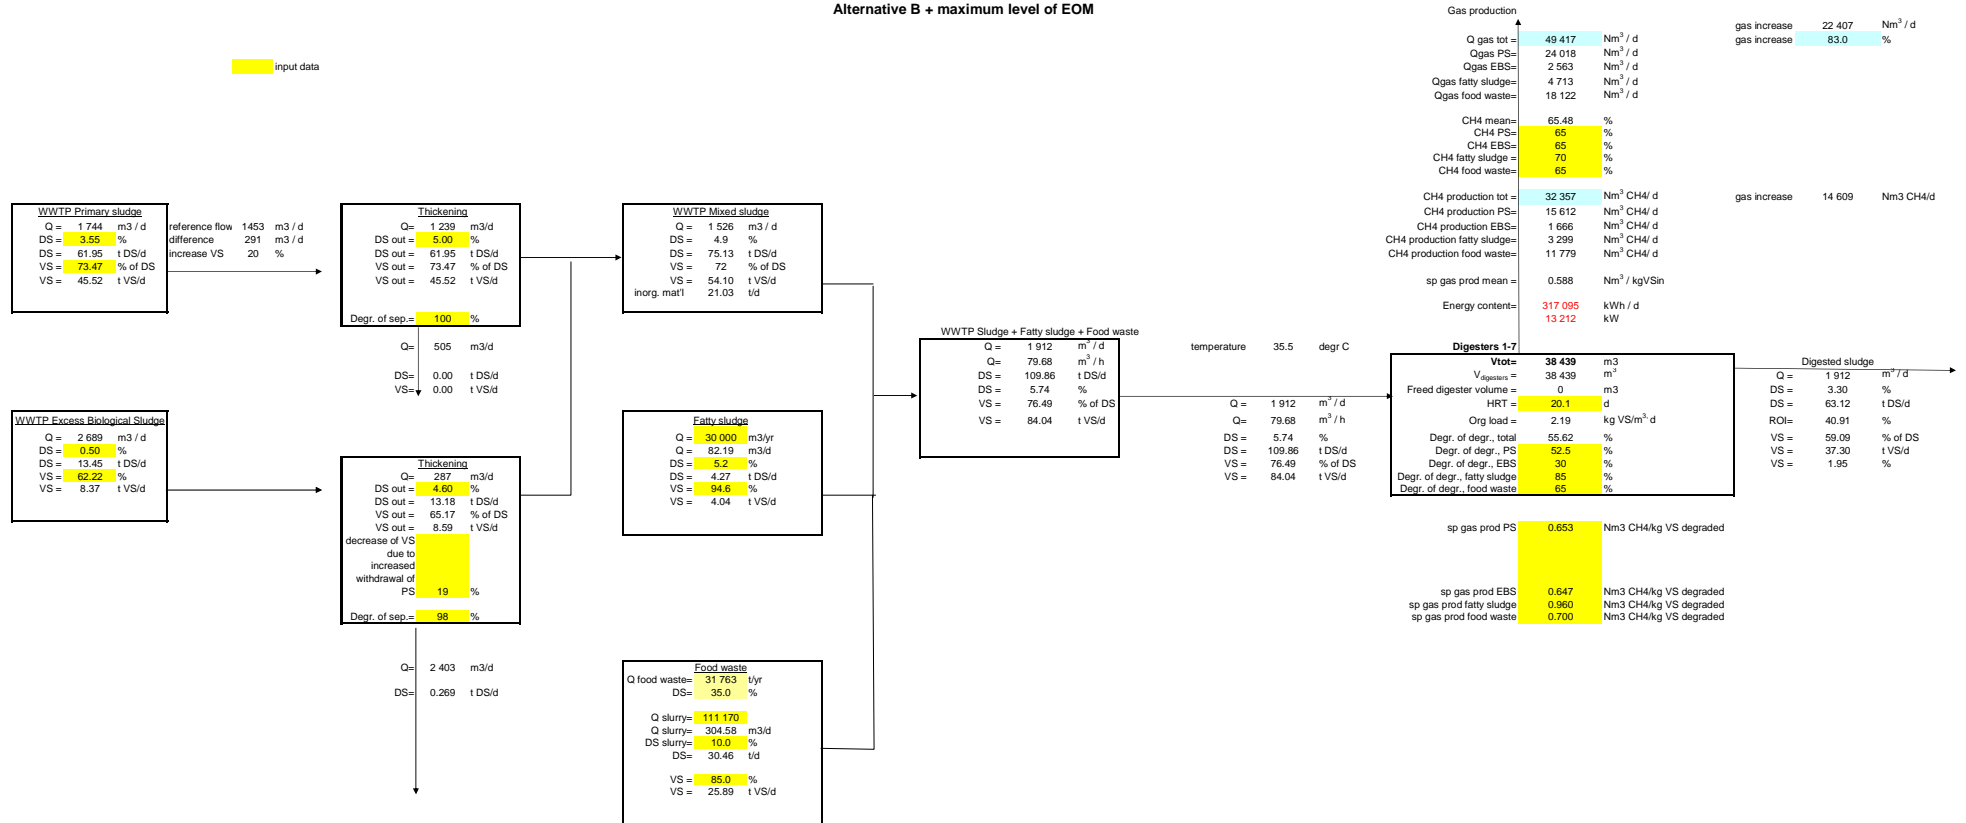 Alternative B + maximum level of EOM
input data
Gas production
Q gas tot = 49 417 Nm3 / d
Qgas PS= 24 018 Nm3 / d
Qgas EBS= 2 563 Nm3 / d
Qgas fatty sludge= 4 713 Nm3 / d
Qgas food waste= 18 122 Nm3 / d
gas increase 22 407 Nm3 / d
gas increase 83.0 %
CH4 mean= 65.48 %
CH4 PS= 65 %
CH4 EBS= 65 %
CH4 fatty sludge = 70 %
CH4 food waste= 65 %
CH4 production tot = 32 357 Nm3 CH4/ d
CH4 production PS= 15 612 Nm3 CH4/ d
CH4 production EBS= 1 666 Nm3 CH4/ d
CH4 production fatty sludge= 3 299 Nm3 CH4/ d
CH4 production food waste= 11 779 Nm3 CH4/ d
gas increase 14 609 Nm3 CH4/d
sp gas prod mean = 0.588 Nm3 / kgVSin
Energy content= 317 095 kWh / d
13 212 kW
WWTP Primary sludge
Q = 1 744 m3 / d
DS = 3.55 %
DS = 61.95 t DS/d
VS = 73.47 % of DS
VS = 45.52 t VS/d
reference flow 1453 m3 / d
difference 291 m3 / d
increase VS 20 %
Thickening
Q = 1 239 m3/d
DS out = 5.00 %
DS out = 61.95 t DS/d
VS out = 73.47 % of DS
VS out = 45.52 t VS/d
Degr. of sep.= 100 %
Q= 505 m3/d
DS= 0.00 t DS/d
VS= 0.00 t VS/d
WWTP Mixed sludge
Q = 1 526 m3 / d
DS = 4.9 %
DS = 75.13 t DS/d
VS = 72 % of DS
VS = 54.10 t VS/d
inorg. mat'l 21.03 t/d
WWTP Excess Biological Sludge
Q = 2 689 m3 / d
DS = 0.50 %
DS = 13.45 t DS/d
VS = 62.22 %
VS = 8.37 t VS/d
Thickening
Q= 287 m3/d
DS out = 4.60 %
DS out = 13.18 t DS/d
VS out = 65.17 % of DS
VS out = 8.59 t VS/d
decrease of VS
due to
increased
withdrawal of
PS 19 %
Degr. of sep.= 98 %
Q= 2 403 m3/d
DS= 0.269 t DS/d
Fatty sludge
Q = 30 000 m3/yr
Q = 82.19 m3/d
DS = 5.2 %
DS = 4.27 t DS/d
VS = 94.6 %
VS = 4.04 t VS/d
Food waste
Q food waste= 31 763 t/yr
DS= 35.0 %
Q slurry= 111 170
Q slurry= 304.58 m3/d
DS slurry= 10.0 %
DS= 30.46 t/d
VS = 85.0 %
VS = 25.89 t VS/d
WWTP Sludge + Fatty sludge + Food waste
Q = 1 912 m3 / d
Q= 79.68 m3 / h
DS = 109.86 t DS/d
DS = 5.74 %
VS = 76.49 % of DS
VS = 84.04 t VS/d
temperature 35.5 degr C
Q = 1 912 m3 / d
Q= 79.68 m3 / h
DS = 5.74 %
DS = 109.86 t DS/d
VS = 76.49 % of DS
VS = 84.04 t VS/d
Digesters 1-7
Vtot= 38 439 m3
Vdigesters = 38 439 m3
Freed digester volume = 0 m3
HRT = 20.1 d
Org load = 2.19 kg VS/m3· d
Degr. of degr., total 55.62 %
Degr. of degr., PS 52.5 %
Degr. of degr., EBS 30 %
Degr. of degr., fatty sludge 85 %
Degr. of degr., food waste 65 %
sp gas prod PS 0.653 Nm3 CH4/kg VS degraded
sp gas prod EBS 0.647 Nm3 CH4/kg VS degraded
sp gas prod fatty sludge 0.960 Nm3 CH4/kg VS degraded
sp gas prod food waste 0.700 Nm3 CH4/kg VS degraded
Digested sludge
Q = 1 912 m3 / d
DS = 3.30 %
DS = 63.12 t DS/d
ROI= 40.91 %
VS = 59.09 % of DS
VS = 37.30 t VS/d
VS = 1.95 %